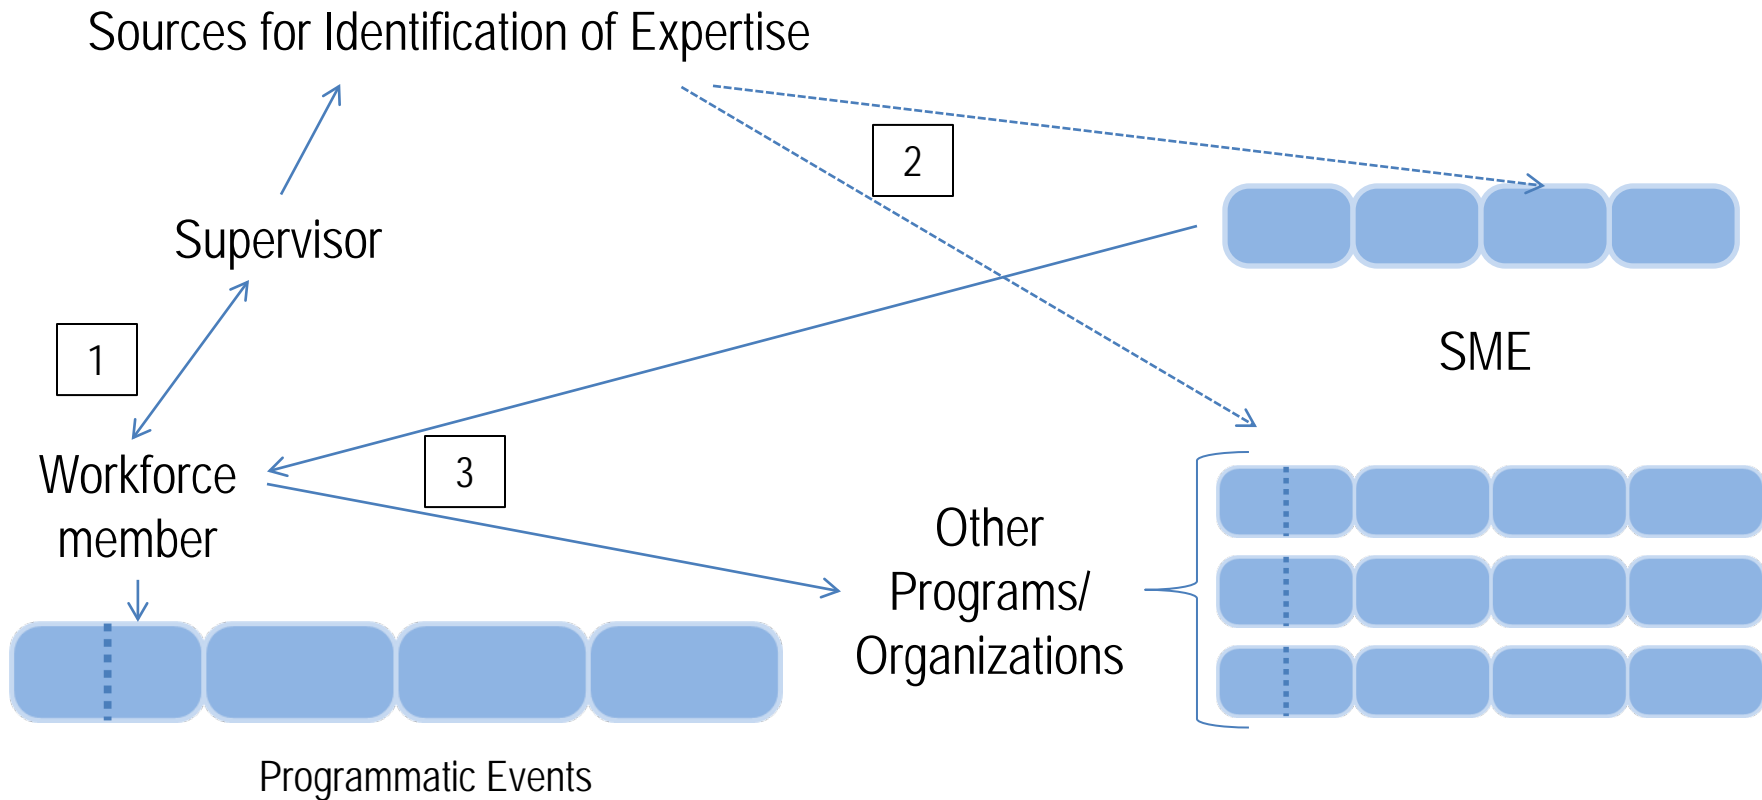 Sources for Identification of Expertise
2
Supervisor
1
SME
Workforce
member
3
Other
Programs/
Organizations
Programmatic Events